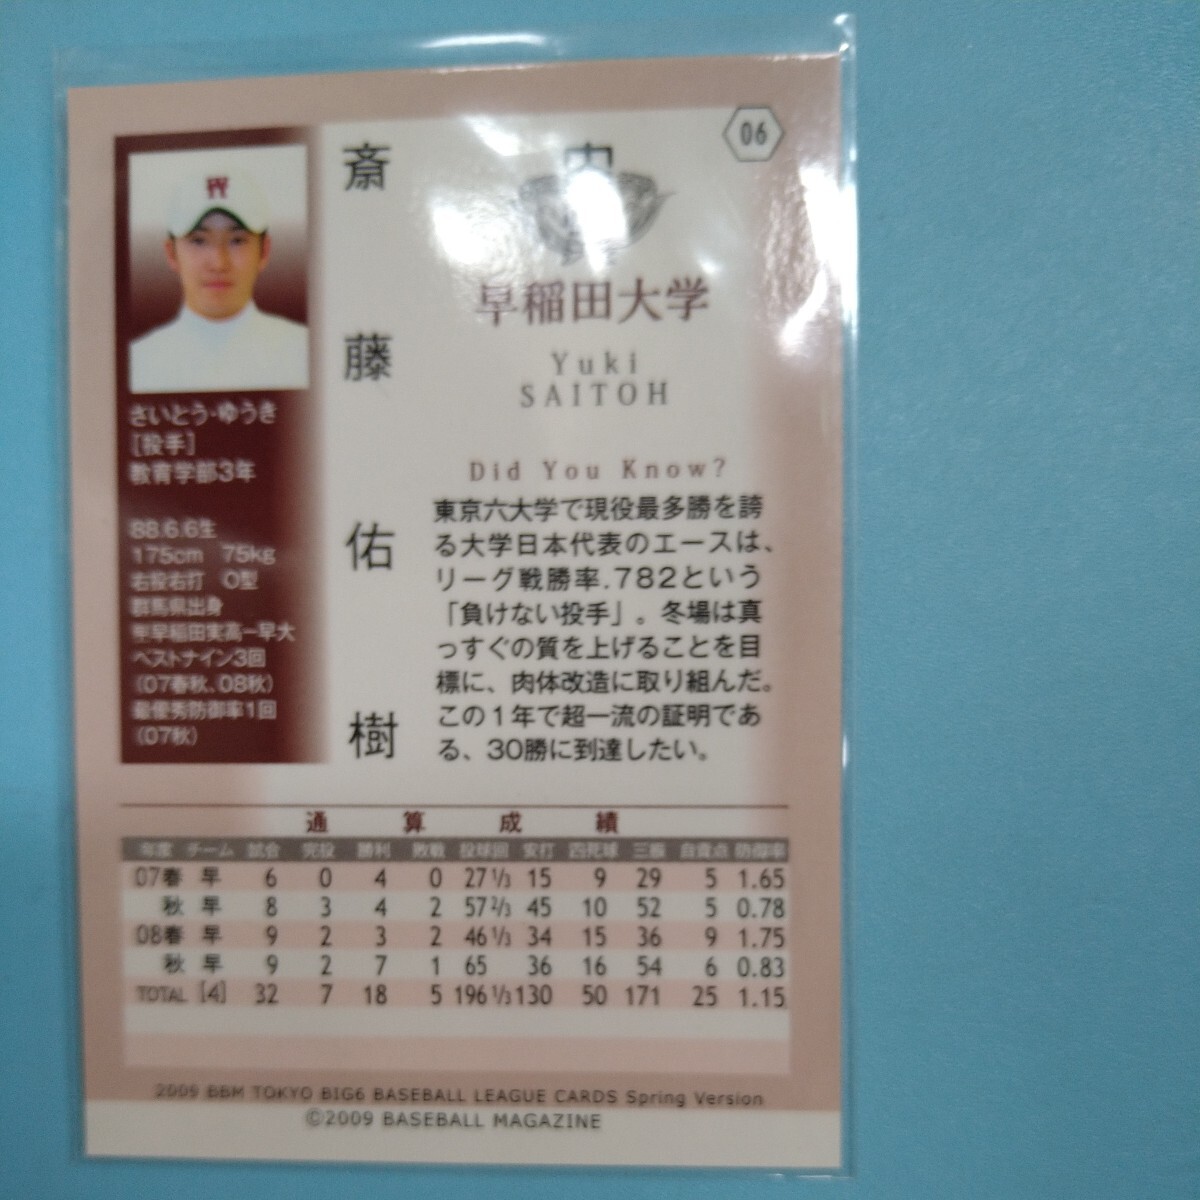 06
斎藤佑樹
早稲田大学
Yuki
SAITOH
さいとう・ゆうき
[投手]
教育学部3年
88.6.6生
175cm 75kg
右投右打 O型
群馬県出身
早稲田実高ー早大
ベストナイン3回
(07春秋、08秋)
最優秀防御率1回
(07秋)
Did You Know?
東京六大学で現役最多勝を誇
る大学日本代表のエースは、
リーグ戦勝率.782という
「負けない投手」。冬場は真
っすぐの質を上げることを目
標に、肉体改造に取り組んだ。
この1年で超一流の証明であ
る、30勝に到達したい。
通算成績
年度 チーム 試合 完投 勝利 敗戦 投球回 安打 四死球 三振 自責点 防御率
07春 早 6 0 4 0 27 1/3 15 9 29 5 1.65
秋 早 8 3 4 2 57 2/3 45 10 52 5 0.78
08春 早 9 2 3 2 46 1/3 34 15 36 9 1.75
秋 早 9 2 7 1 65 36 16 54 6 0.83
TOTAL [4] 32 7 18 5 196 1/3 130 50 171 25 1.15
2009 BBM TOKYO BIG6 BASEBALL LEAGUE CARDS Spring Version
©2009 BASEBALL MAGAZINE